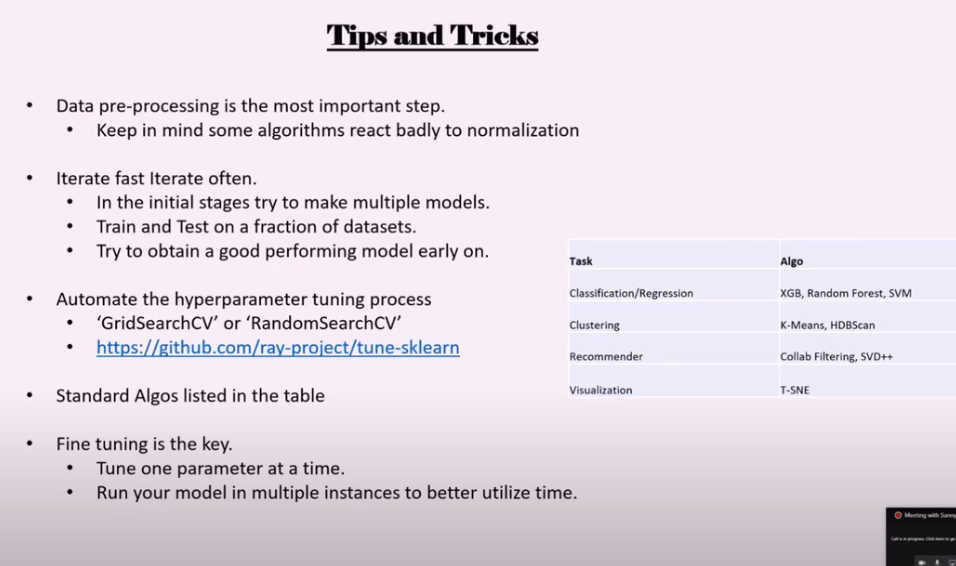 Tips and Tricks
• Data pre-processing is the most important step.
• Keep in mind some algorithms react badly to normalization
• Iterate fast Iterate often.
• In the initial stages try to make multiple models.
• Train and Test on a fraction of datasets.
• Try to obtain a good performing model early on.
• Automate the hyperparameter tuning process
• ‘GridSearchCV’ or ‘RandomSearchCV’
• https://github.com/ray-project/tune-sklearn
• Standard Algos listed in the table
• Fine tuning is the key.
• Tune one parameter at a time.
• Run your model in multiple instances to better utilize time.
Task Algo
Classification/Regression XGB, Random Forest, SVM
Clustering K-Means, HDBScan
Recommender Collab Filtering, SVD++
Visualization T-SNE
Meeting with Sunny
Call is in progress. Click here to go